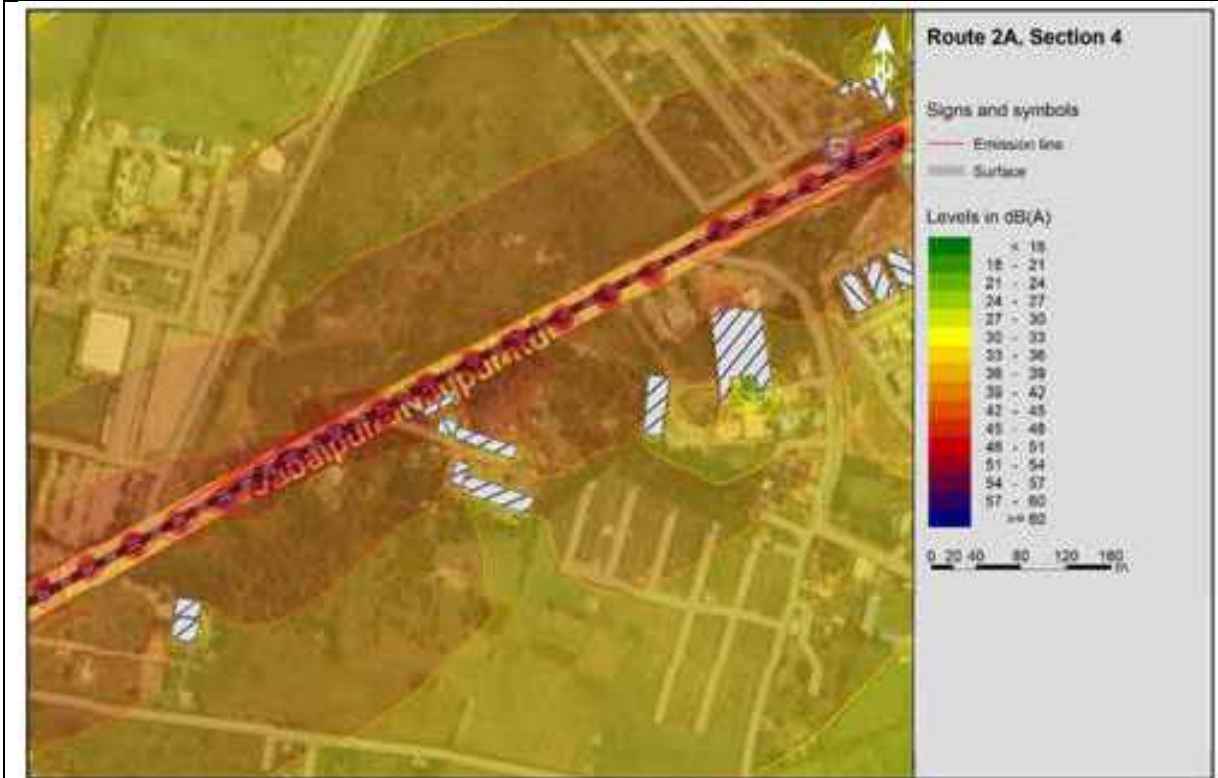 Route 2A, Section 4
Signs and symbols
Emission line
Surface
Levels in dB(A)
< 18
18 - 21
21 - 24
24 - 27
27 - 30
30 - 33
33 - 36
36 - 39
39 - 42
42 - 45
45 - 48
48 - 51
51 - 54
54 - 57
57 - 60
>= 60
0 20 40 80 120 160
m
Jabalpur - Nagpur